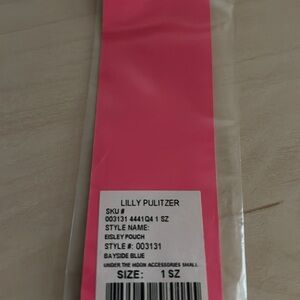 LILLY PULITZER
SKU #
003131 4441Q4 1 SZ
STYLE NAME:
EISLEY POUCH
STYLE #: 003131
BAYSIDE BLUE
UNDER THE MOON ACCESSORIES SMALL
SIZE: 1 SZ